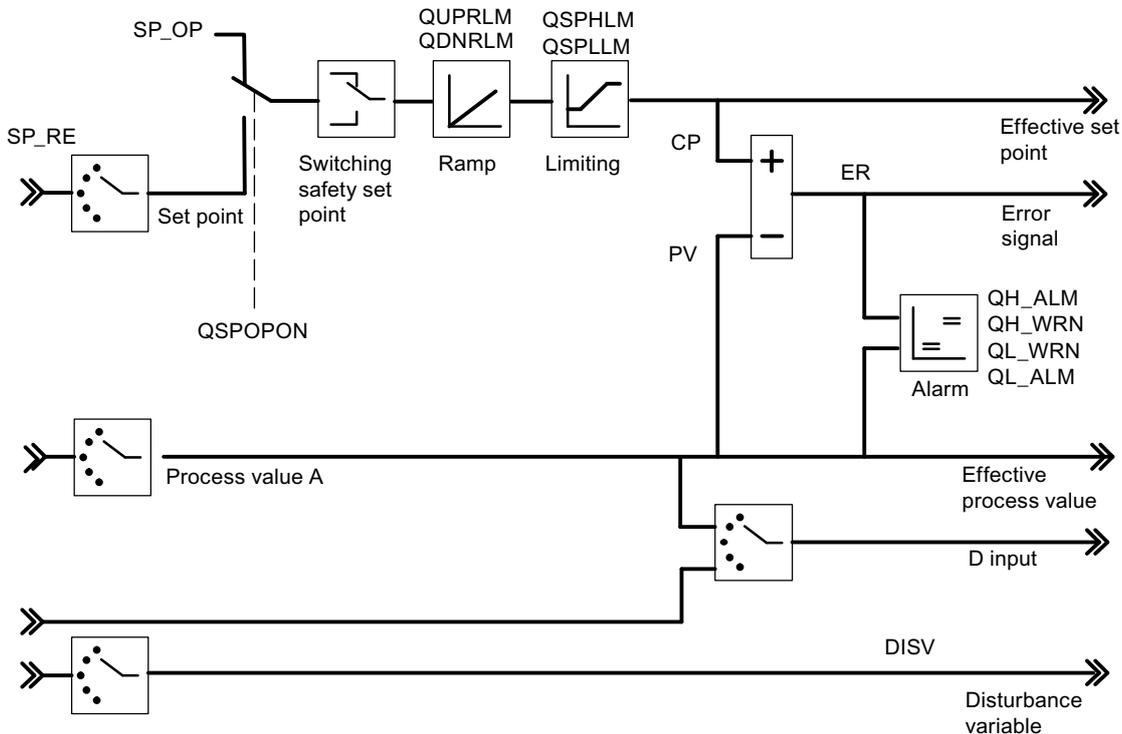 SP_OP
QUPRLM
QDNRLM
QSPHLM
QSPLLM
SP_RE
Set point
Switching
safety set
point
Ramp
Limiting
CP
+
ER
Effective set
point
Error
signal
PV
−
QSPOPON
QH_ALM
QH_WRN
QL_WRN
QL_ALM
Alarm
Process value A
Effective
process value
D input
DISV
Disturbance
variable